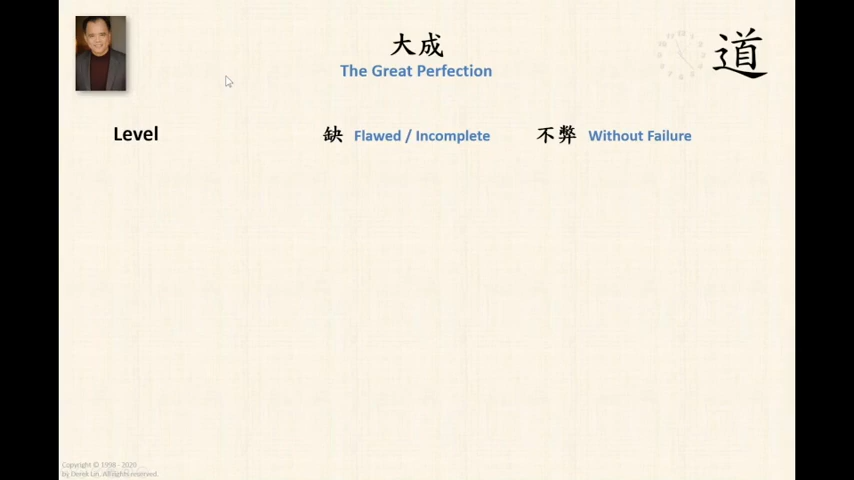 大成
The Great Perfection
道
Level 缺 Flawed / Incomplete 不弊 Without Failure
Copyright © 1998 - 2020
by Derek Lin. All rights reserved.